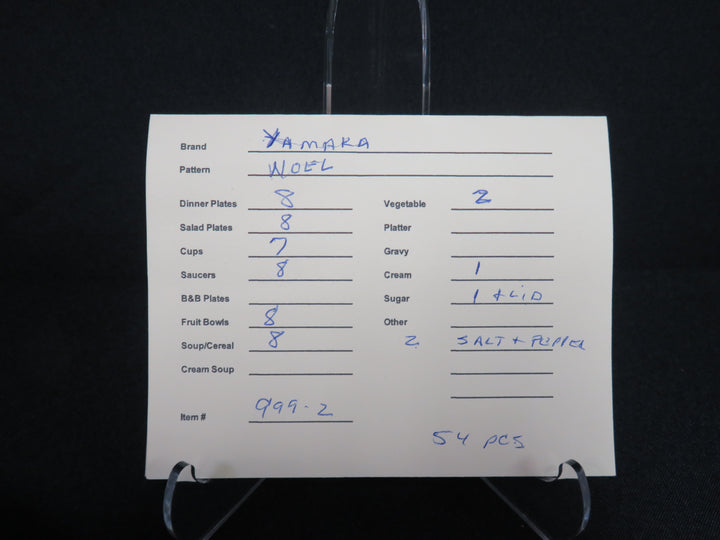 Brand YAMAKA
Pattern NOEL
Dinner Plates 8
Salad Plates 8
Cups 7
Saucers 8
B&B Plates
Fruit Bowls 8
Soup/Cereal 8
Cream Soup
Item # 999-2
Vegetable 2
Platter
Gravy
Cream 1
Sugar 1 + LID
Other
2 SALT + PEPPER
54 pcs